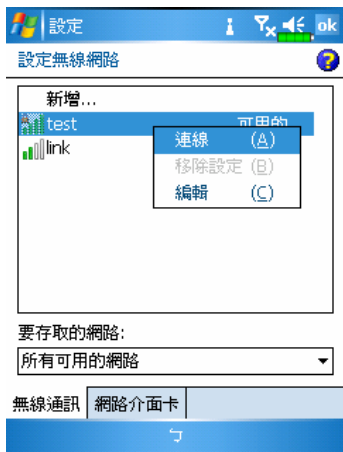 設定 ok
設定無線網路
新增...
test 可用的
連線 (A)
link
移除設定 (B)
編輯 (C)
要存取的網路:
所有可用的網路
無線通訊 網路介面卡
ㄅ